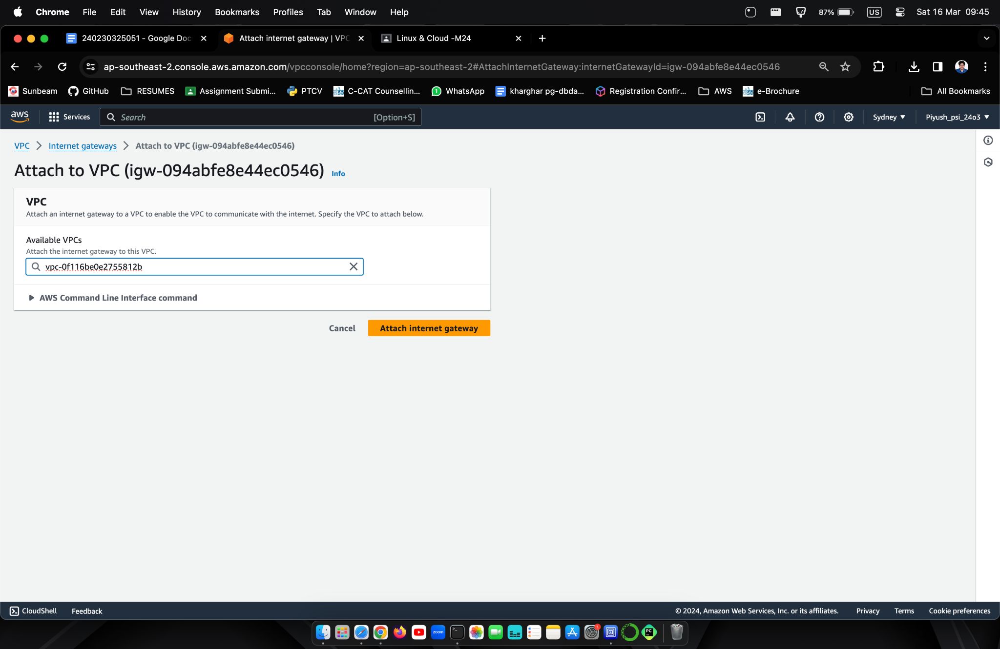 Chrome File Edit View History Bookmarks Profiles Tab Window Help 87% US Sat 16 Mar 09:45
240230325051 - Google Doc Attach internet gateway | VPC Linux & Cloud -M24
ap-southeast-2.console.aws.amazon.com/vpcconsole/home?region=ap-southeast-2#AttachInternetGateway:internetGatewayId=igw-094abfe8e44ec0546
Sunbeam GitHub RESUMES Assignment Submi... PTCV C-CAT Counsellin... 1 WhatsApp kharghar pg-dbda... Registration Confir... AWS e-Brochure All Bookmarks
aws Services Search [Option+S] Sydney Piyush_psi_24o3
VPC Internet gateways Attach to VPC (igw-094abfe8e44ec0546)
Attach to VPC (igw-094abfe8e44ec0546) Info
VPC
Attach an internet gateway to a VPC to enable the VPC to communicate with the internet. Specify the VPC to attach below.
Available VPCs
Attach the internet gateway to this VPC.
vpc-0f116be0e2755812b
AWS Command Line Interface command
Cancel Attach internet gateway
CloudShell Feedback © 2024, Amazon Web Services, Inc. or its affiliates. Privacy Terms Cookie preferences
zoom 1 PC